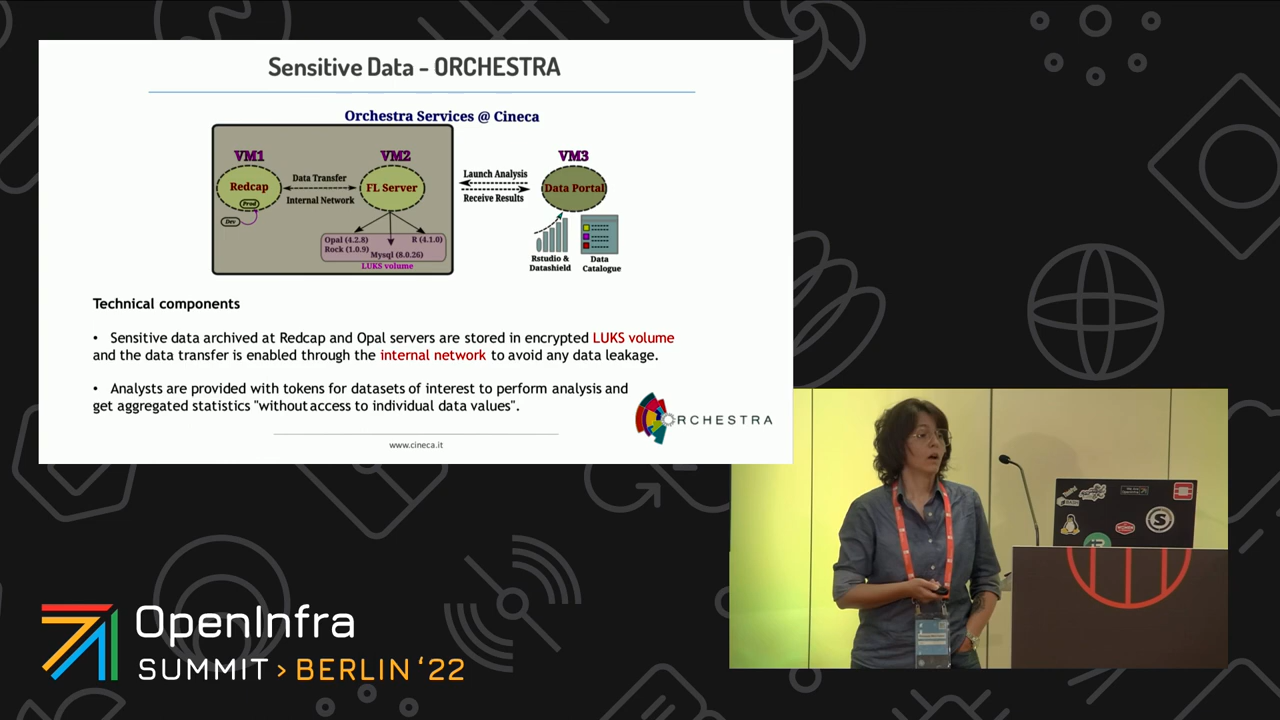 Sensitive Data - ORCHESTRA
Orchestra Services @ Cineca
VM1
VM2
VM3
Redcap
Prod
Dev
Data Transfer
Internal Network
FL Server
Launch Analysis
Receive Results
Data Portal
Opal (4.2.8)
R (4.1.0)
Rock (1.0.9)
Mysql (8.0.26)
LUKS volume
Rstudio &
Datashield
Data
Catalogue
Technical components
• Sensitive data archived at Redcap and Opal servers are stored in encrypted LUKS volume
and the data transfer is enabled through the internal network to avoid any data leakage.
• Analysts are provided with tokens for datasets of interest to perform analysis and
get aggregated statistics "without access to individual data values".
ORCHESTRA
www.cineca.it
OpenInfra
SUMMIT > BERLIN '22